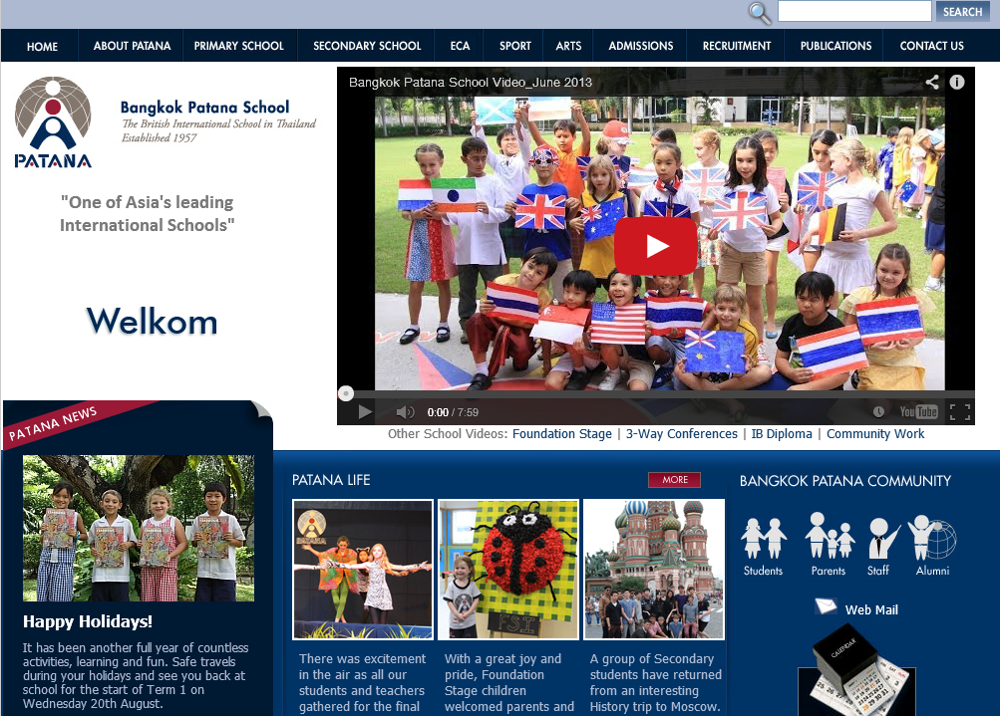 SEARCH
HOME
ABOUT PATANA
PRIMARY SCHOOL
SECONDARY SCHOOL
ECA
SPORT
ARTS
ADMISSIONS
RECRUITMENT
PUBLICATIONS
CONTACT US
PATANA
Bangkok Patana School
The British International School in Thailand
Established 1957
"One of Asia's leading
International Schools"
Welkom
Bangkok Patana School Video_June 2013
0:00 / 7:59
YouTube
Other School Videos: Foundation Stage | 3-Way Conferences | IB Diploma | Community Work
PATANA NEWS
Happy Holidays!
It has been another full year of countless
activities, learning and fun. Safe travels
during your holidays and see you back at
school for the start of Term 1 on
Wednesday 20th August.
PATANA LIFE
MORE
FS1
There was excitement
in the air as all our
students and teachers
gathered for the final
With a great joy and
pride, Foundation
Stage children
welcomed parents and
A group of Secondary
students have returned
from an interesting
History trip to Moscow.
BANGKOK PATANA COMMUNITY
Students
Parents
Staff
Alumni
Web Mail
CALENDAR